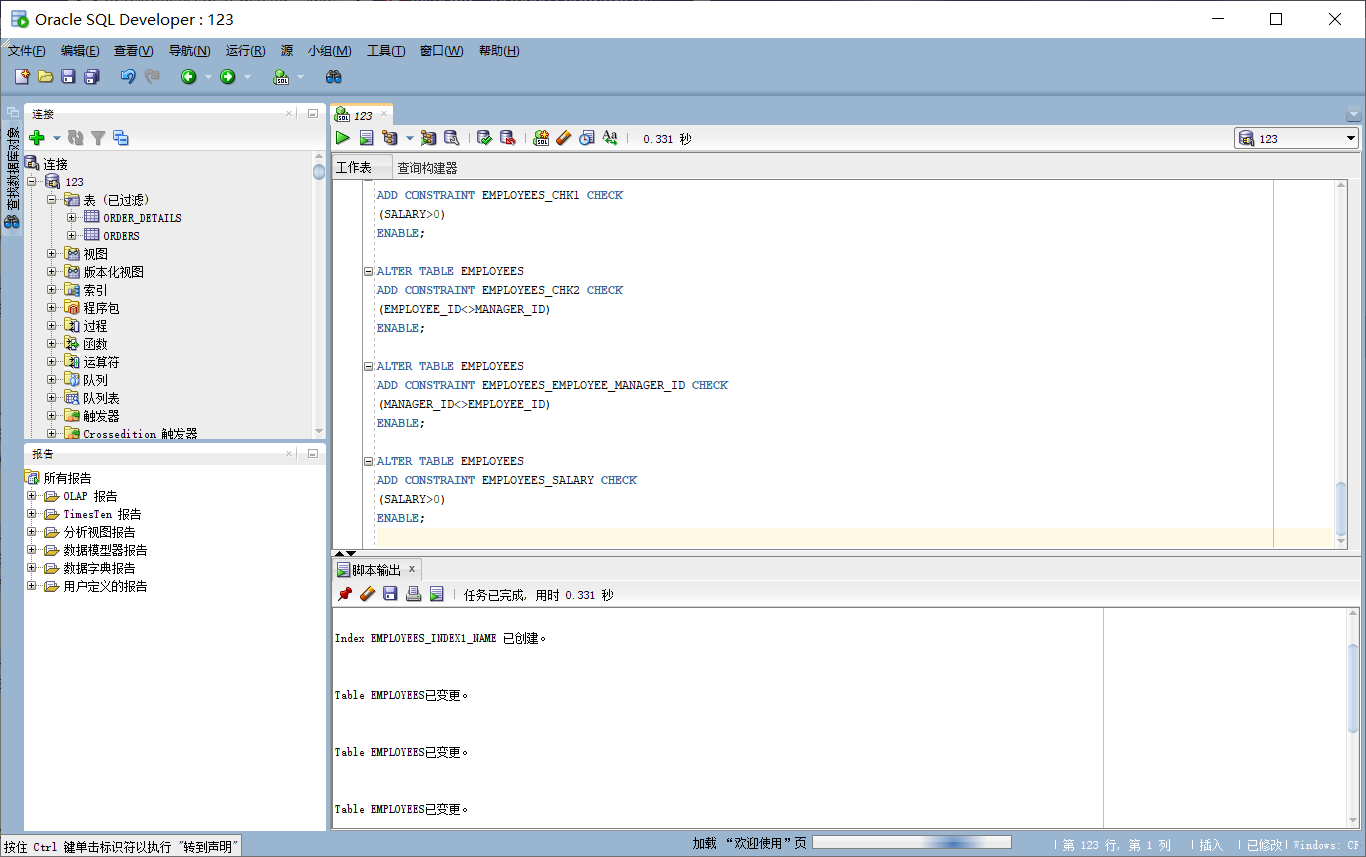 Oracle SQL Developer : 123
文件(F) 编辑(E) 查看(V) 导航(N) 运行(R) 源 小组(M) 工具(T) 窗口(W) 帮助(H)
查找数据库对象
连接
连接
123
表 (已过滤)
ORDER_DETAILS
ORDERS
视图
版本化视图
索引
程序包
过程
函数
运算符
队列
队列表
触发器
Crossedition 触发器
报告
所有报告
OLAP 报告
TimesTen 报告
分析视图报告
数据模型器报告
数据字典报告
用户定义的报告
123
0.331 秒
123
工作表 查询构建器
ADD CONSTRAINT EMPLOYEES_CHK1 CHECK
(SALARY>0)
ENABLE;
ALTER TABLE EMPLOYEES
ADD CONSTRAINT EMPLOYEES_CHK2 CHECK
(EMPLOYEE_ID<>MANAGER_ID)
ENABLE;
ALTER TABLE EMPLOYEES
ADD CONSTRAINT EMPLOYEES_EMPLOYEE_MANAGER_ID CHECK
(MANAGER_ID<>EMPLOYEE_ID)
ENABLE;
ALTER TABLE EMPLOYEES
ADD CONSTRAINT EMPLOYEES_SALARY CHECK
(SALARY>0)
ENABLE;
脚本输出
任务已完成, 用时 0.331 秒
Index EMPLOYEES_INDEX1_NAME 已创建。
Table EMPLOYEES已变更。
Table EMPLOYEES已变更。
Table EMPLOYEES已变更。
按住 Ctrl 键单击标识符以执行 "转到声明"
加载 “欢迎使用” 页
第 123 行, 第 1 列 | 插入 | 已修改 | Windows: CF